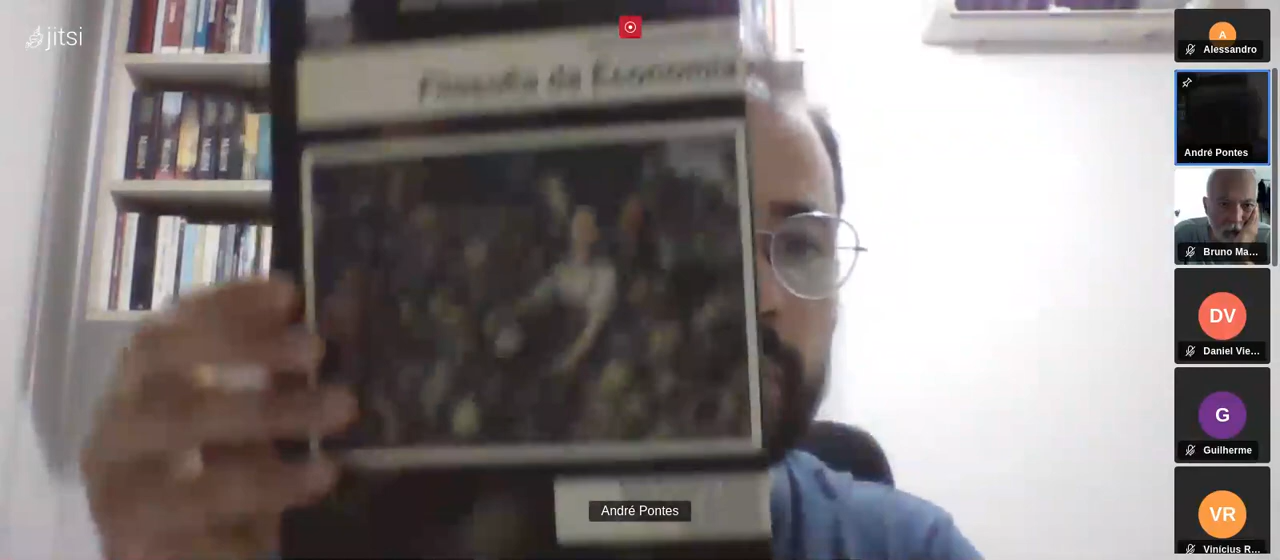 jitsi
Filosofia da Economia
André Pontes
A
Alessandro
André Pontes
Bruno Ma...
DV
Daniel Vie...
G
Guilherme
VR
Vinícius R...